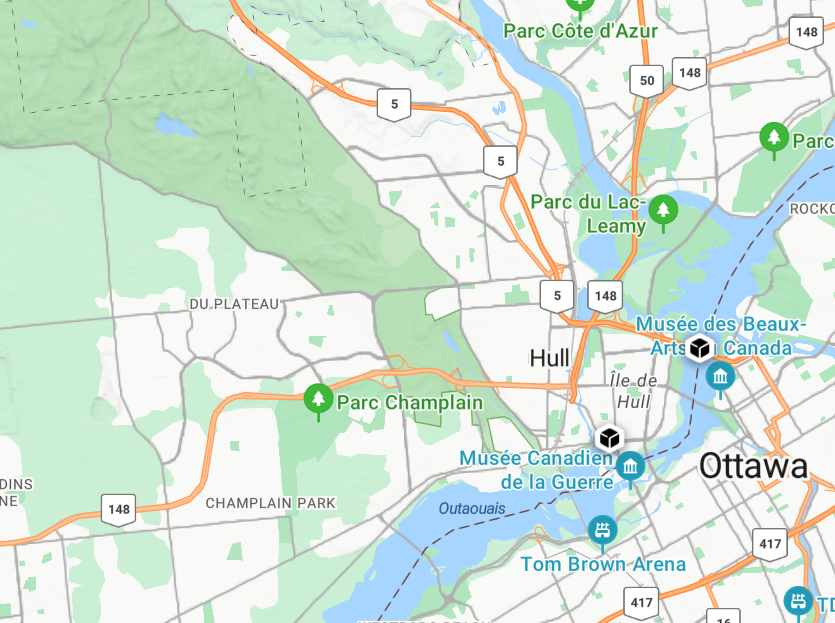 Parc Côte d'Azur
148
50
148
5
5
Parc
Parc du Lac-
Leamy
ROCKC
5
148
DU PLATEAU
Musée des Beaux-
Arts Canada
Hull
Île de
Hull
Parc Champlain
Musée Canadien
de la Guerre
Ottawa
DINS
NE
CHAMPLAIN PARK
148
Outaouais
417
Tom Brown Arena
417
TD
16